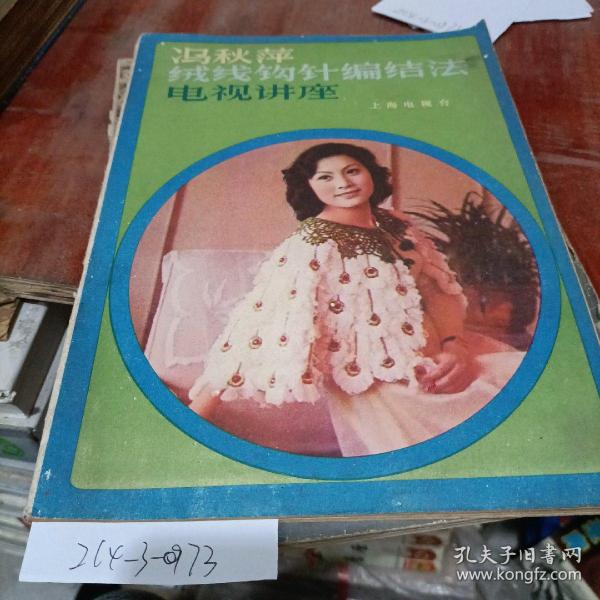 冯秋萍
绒线钩针编结法
电视讲座
上海电视台
264-3-0973
孔夫子旧书网
www.kongfz.com